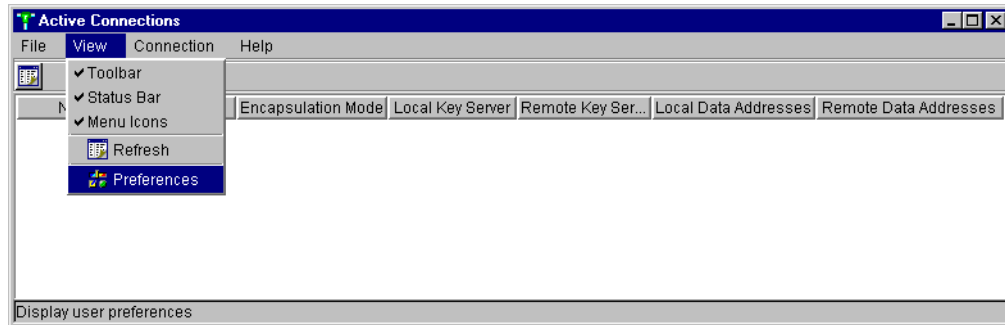 Active Connections
File View Connection Help
Toolbar
Status Bar
Menu Icons
Refresh
Preferences
Encapsulation Mode Local Key Server Remote Key Ser... Local Data Addresses Remote Data Addresses
Display user preferences